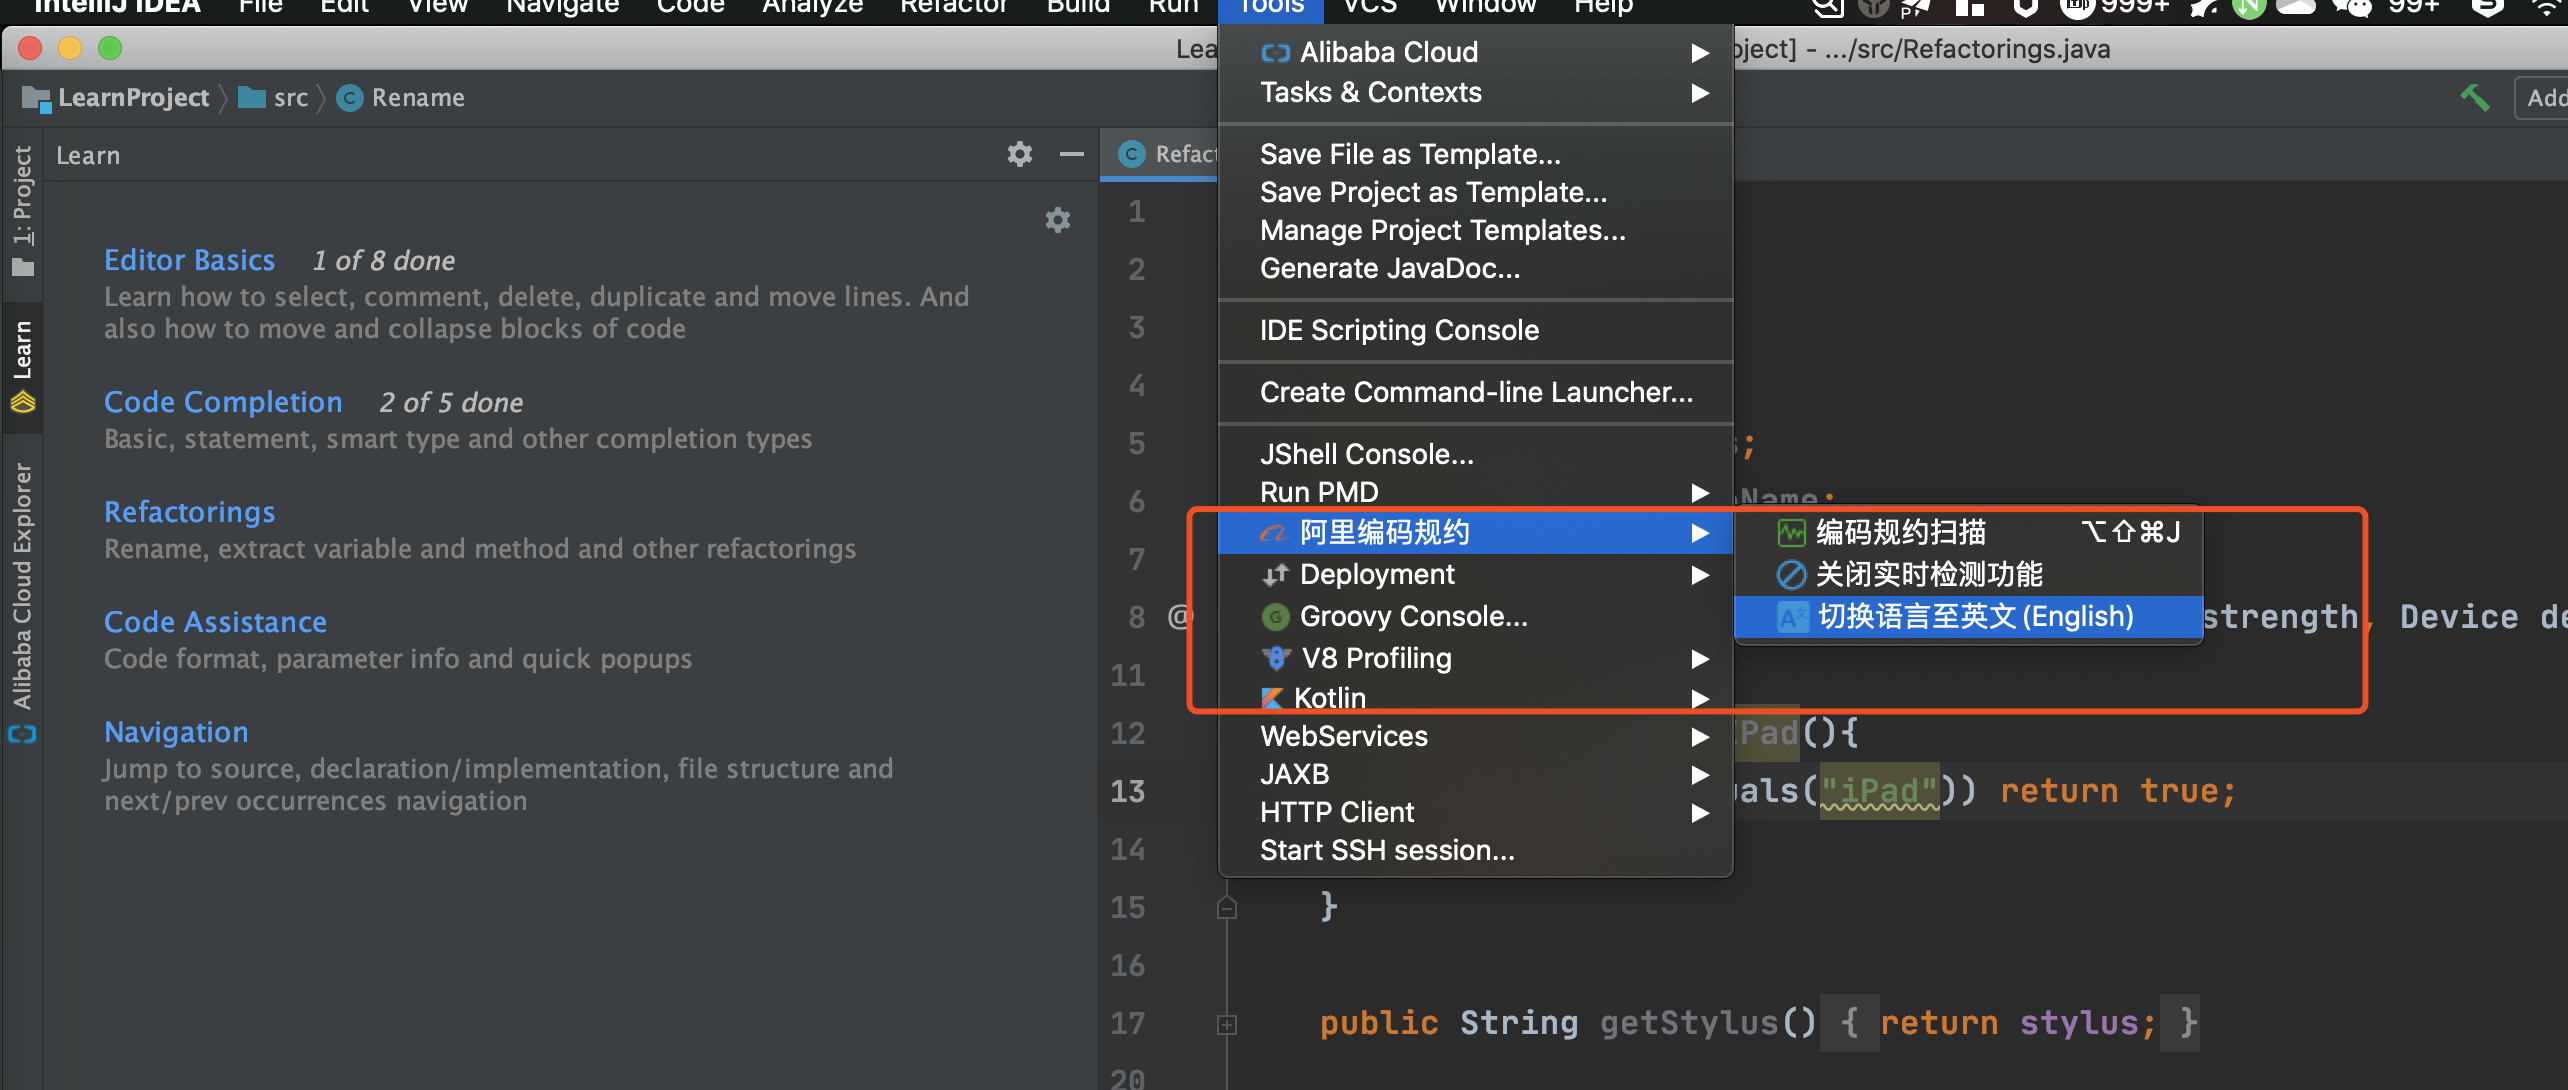 IntelliJ IDEA File Edit View Navigate Code Analyze Refactor Build Run Tools VCS Window Help 999+ 99+
Lea ject] - .../src/Refactorings.java
LearnProject src Rename Add
1: Project
Learn
Alibaba Cloud Explorer
Learn
Editor Basics 1 of 8 done
Learn how to select, comment, delete, duplicate and move lines. And
also how to move and collapse blocks of code
Code Completion 2 of 5 done
Basic, statement, smart type and other completion types
Refactorings
Rename, extract variable and method and other refactorings
Code Assistance
Code format, parameter info and quick popups
Navigation
Jump to source, declaration/implementation, file structure and
next/prev occurrences navigation
Refact
Alibaba Cloud
Tasks & Contexts
Save File as Template...
Save Project as Template...
Manage Project Templates...
Generate JavaDoc...
IDE Scripting Console
Create Command-line Launcher...
JShell Console...
Run PMD
阿里编码规约
Deployment
Groovy Console...
V8 Profiling
Kotlin
WebServices
JAXB
HTTP Client
Start SSH session...
编码规约扫描 ⌥⇧⌘J
关闭实时检测功能
切换语言至英文(English)
1
2
3
4
5 ;
6 Name;
7
8 @ strength, Device de
11
12 Pad(){
13 als("iPad")) return true;
14
15 }
16
17 public String getStylus() { return stylus; }
20